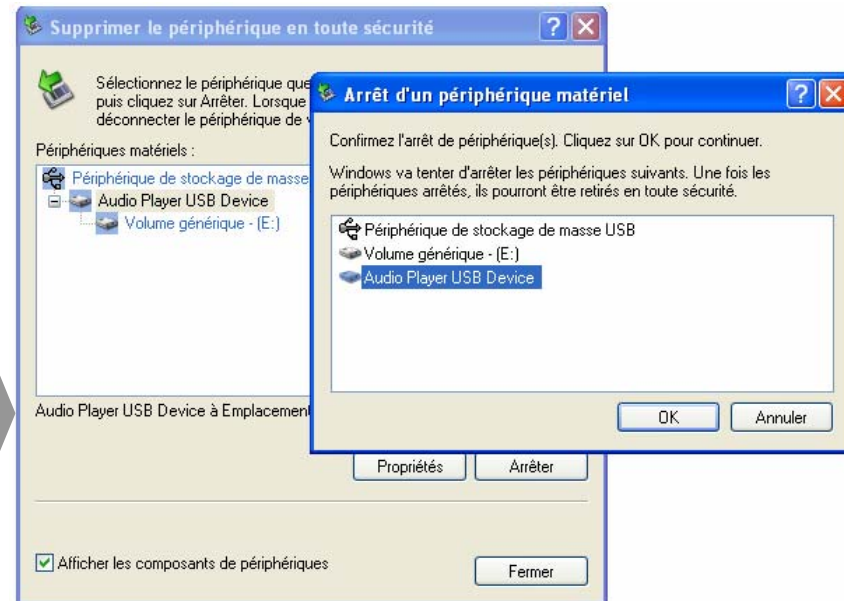 Supprimer le périphérique en toute sécurité
Sélectionnez le périphérique que
puis cliquez sur Arrêter. Lorsque
déconnecter le périphérique de
Périphériques matériels :
Périphérique de stockage de masse
Audio Player USB Device
Volume générique - (E:)
Audio Player USB Device à Emplacement
Propriétés
Arrêter
Afficher les composants de périphériques
Fermer
Arrêt d'un périphérique matériel
Confirmez l'arrêt de périphérique(s). Cliquez sur OK pour continuer.
Windows va tenter d'arrêter les périphériques suivants. Une fois les
périphériques arrêtés, ils pourront être retirés en toute sécurité.
Périphérique de stockage de masse USB
Volume générique - (E:)
Audio Player USB Device
OK
Annuler